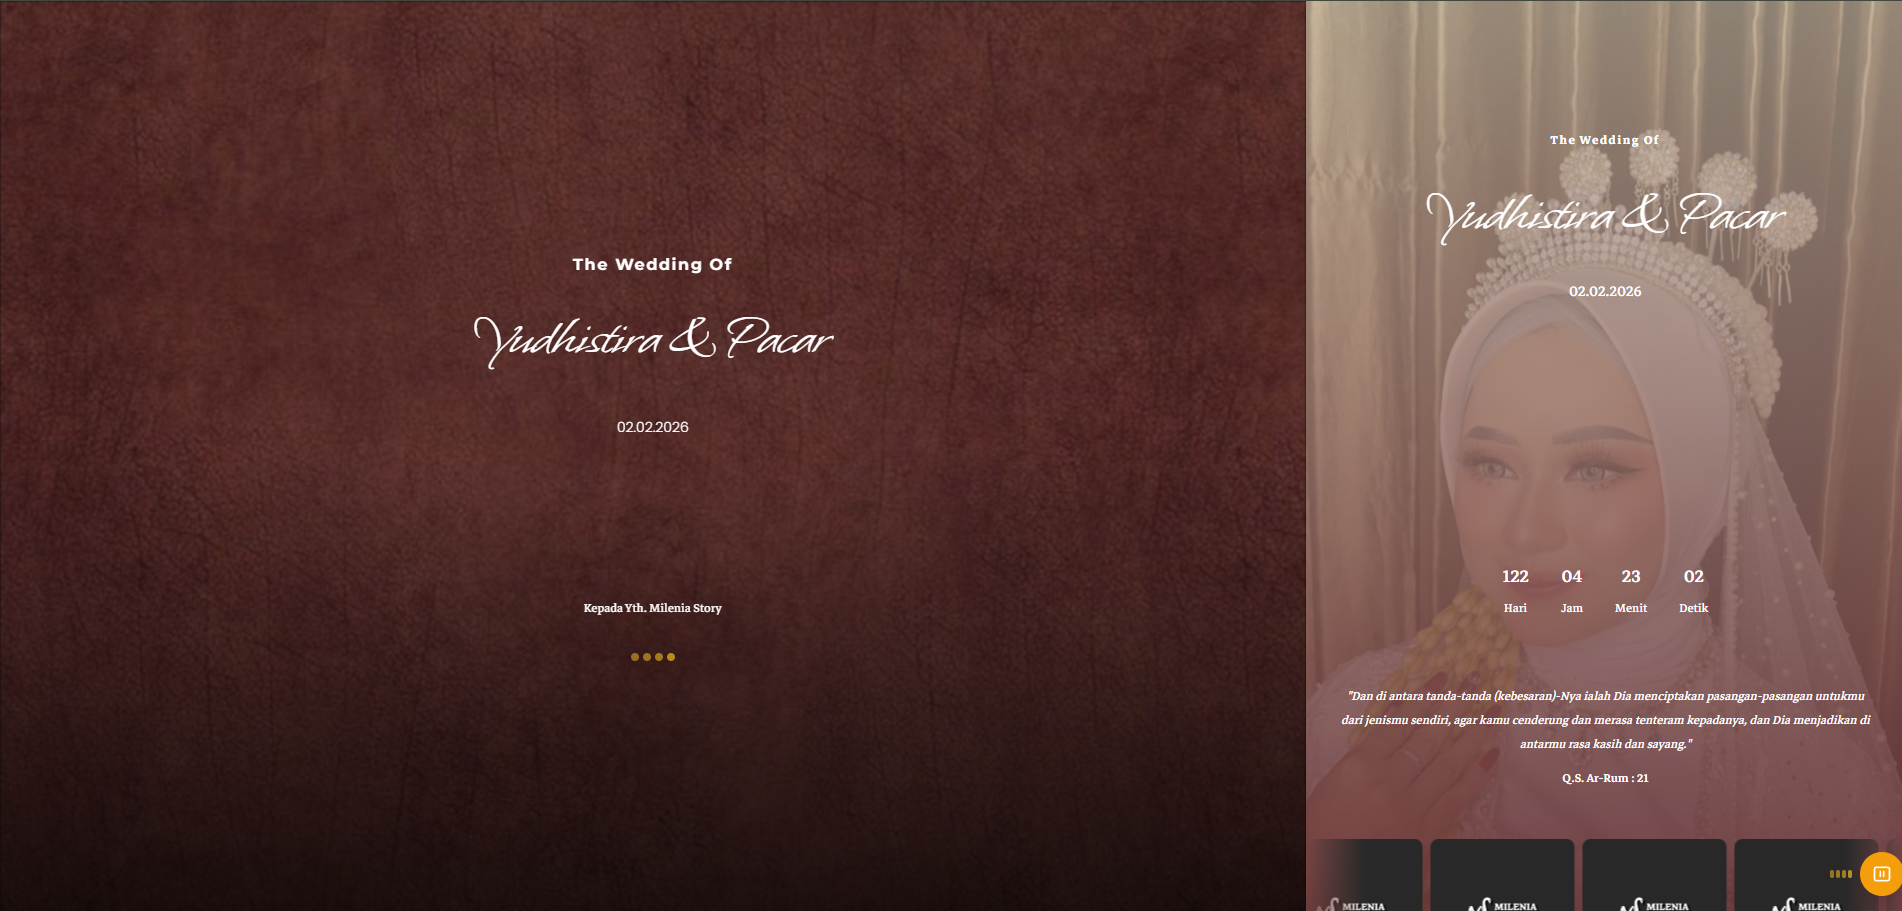 The Wedding Of
Yudhistira & Pacar
02.02.2026
Kepada Yth. Milenia Story
The Wedding Of
Yudhistira & Pacar
02.02.2026
122 04 23 02
Hari Jam Menit Detik
"Dan di antara tanda-tanda (kebesaran)-Nya ialah Dia menciptakan pasangan-pasangan untukmu
dari jenismu sendiri, agar kamu cenderung dan merasa tenteram kepadanya, dan Dia menjadikan di
antarmu rasa kasih dan sayang."
Q.S. Ar-Rum : 21
MILENIA MILENIA MILENIA MILENIA